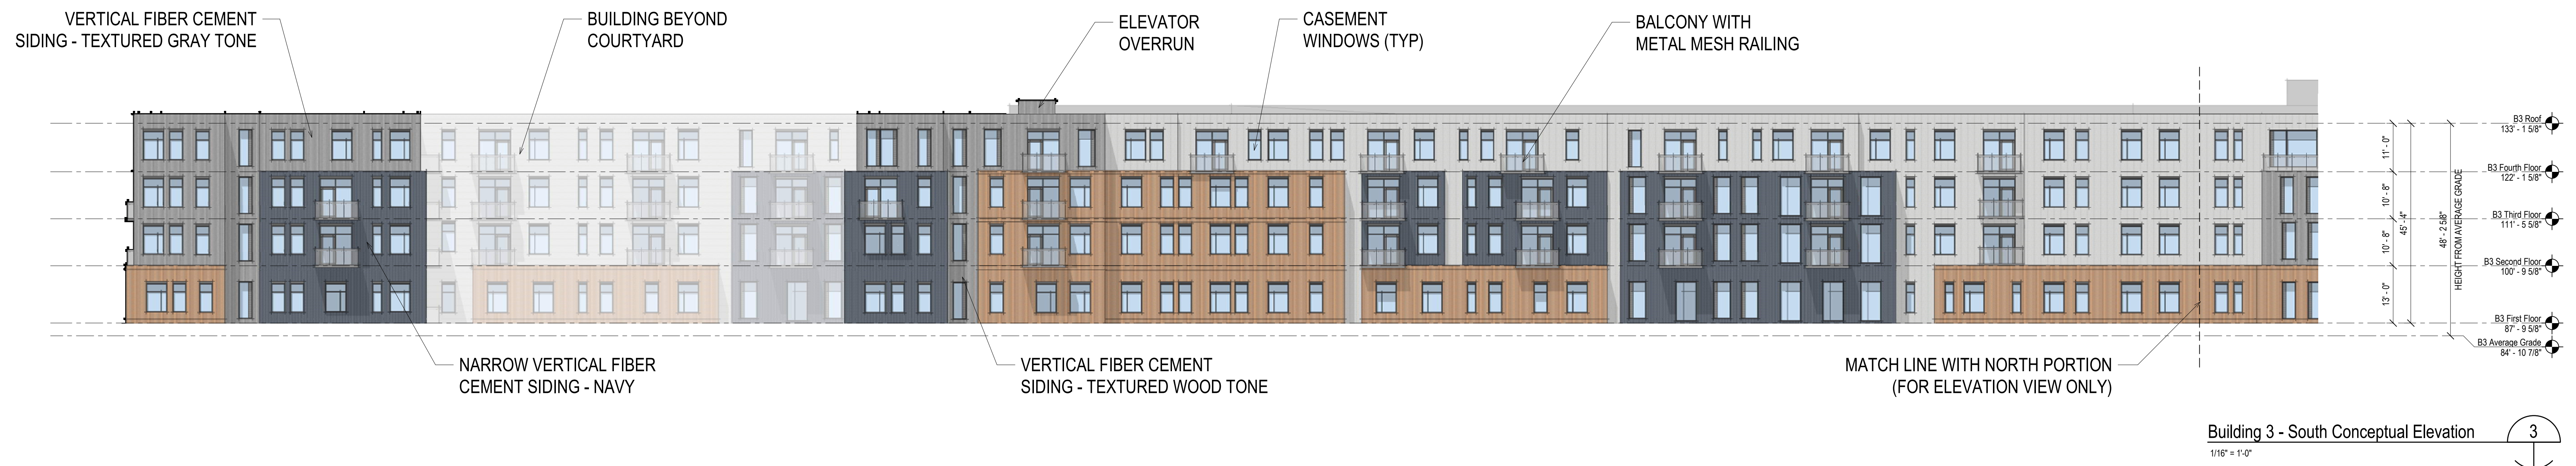 VERTICAL FIBER CEMENT
SIDING - TEXTURED GRAY TONE
BUILDING BEYOND
COURTYARD
ELEVATOR
OVERRUN
CASEMENT
WINDOWS (TYP)
BALCONY WITH
METAL MESH RAILING
B3 Roof
133' - 1 5/8"
11' - 0"
B3 Fourth Floor
122' - 1 5/8"
10' - 8"
B3 Third Floor
111' - 5 5/8"
10' - 8"
45' - 4"
48' - 2 5/8"
HEIGHT FROM AVERAGE GRADE
B3 Second Floor
100' - 9 5/8"
13' - 0"
B3 First Floor
87' - 9 5/8"
B3 Average Grade
84' - 10 7/8"
NARROW VERTICAL FIBER
CEMENT SIDING - NAVY
VERTICAL FIBER CEMENT
SIDING - TEXTURED WOOD TONE
MATCH LINE WITH NORTH PORTION
(FOR ELEVATION VIEW ONLY)
Building 3 - South Conceptual Elevation
3
1/16" = 1'-0"